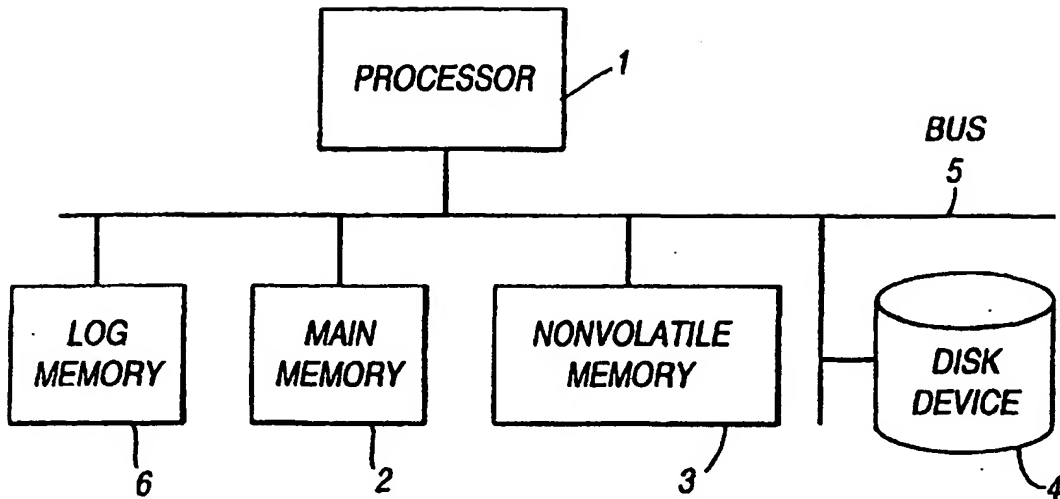 PROCESSOR
1
BUS
5
LOG
MEMORY
6
MAIN
MEMORY
2
NONVOLATILE
MEMORY
3
DISK
DEVICE
4